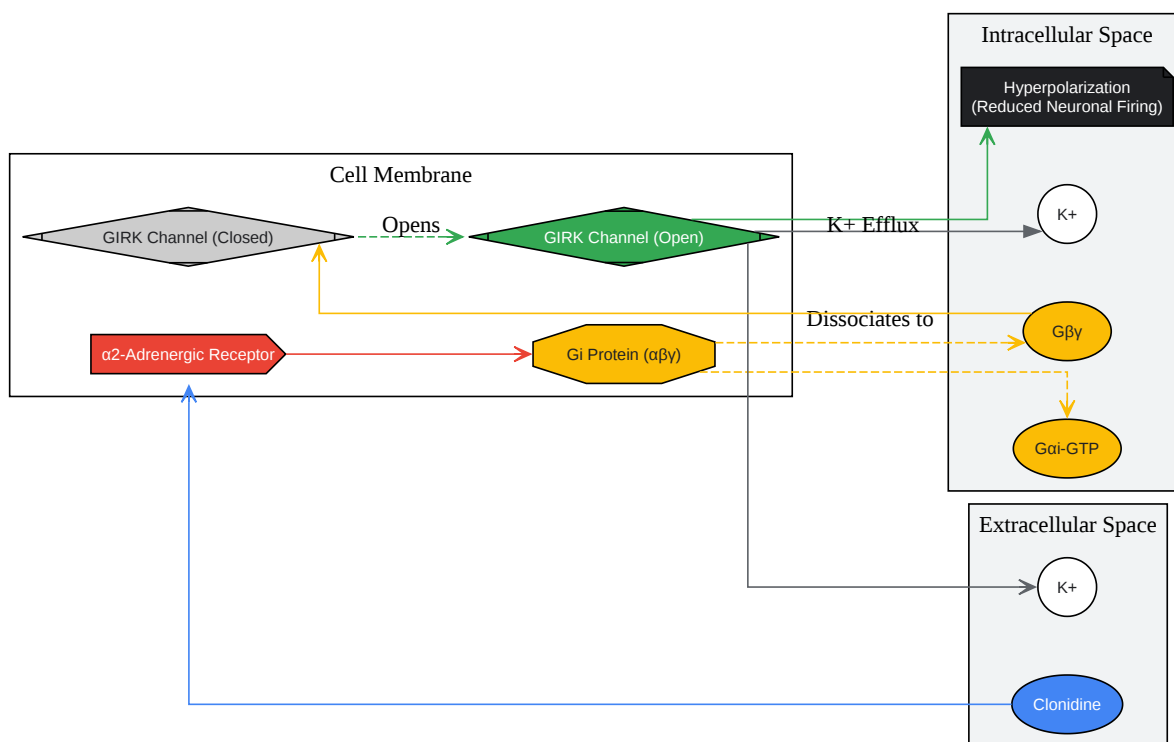 Intracellular Space
Hyperpolarization
(Reduced Neuronal Firing)
Cell Membrane
GIRK Channel (Closed)
Opens
GIRK Channel (Open)
K+ Efflux
K+
α2-Adrenergic Receptor
Gi Protein (αβγ)
Dissociates to
Gβγ
Gαi-GTP
Extracellular Space
K+
Clonidine